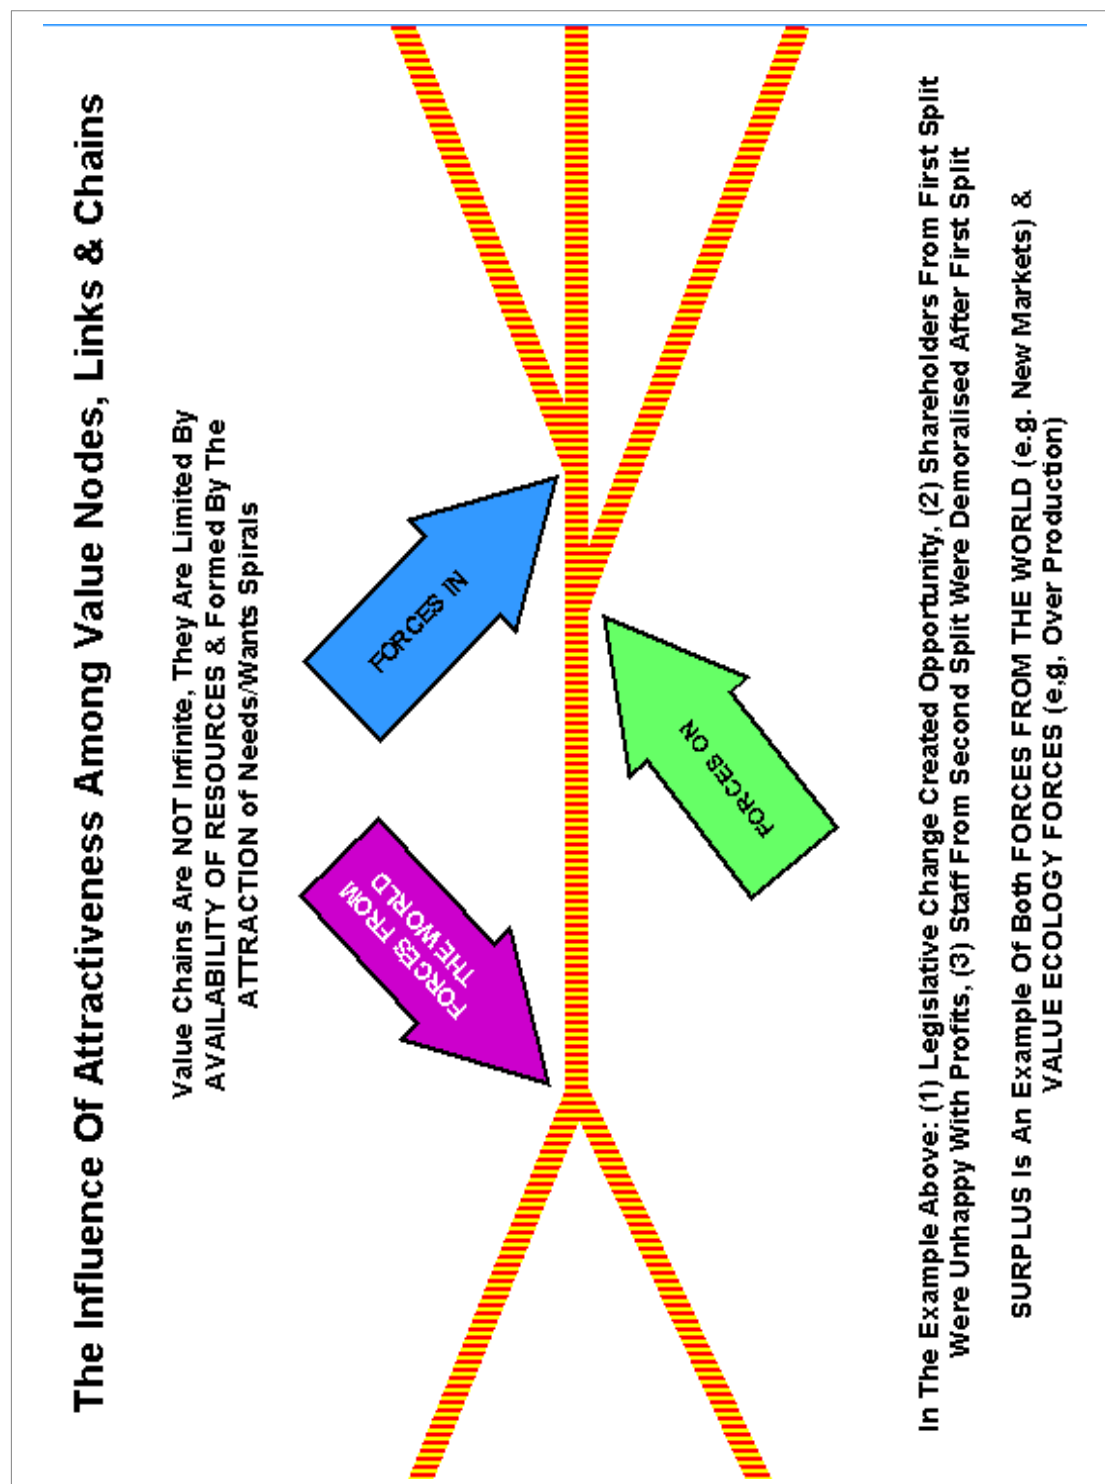 The Influence Of Attractiveness Among Value Nodes, Links & Chains
Value Chains Are NOT Infinite, They Are Limited By
AVAILABILITY OF RESOURCES & Formed By The
ATTRACTION of Needs/Wants Spirals
FORCES FROM
THE WORLD
FORCES IN
FORCES ON
In The Example Above: (1) Legislative Change Created Opportunity, (2) Shareholders From First Split
Were Unhappy With Profits, (3) Staff From Second Split Were Demoralised After First Split
SURPLUS Is An Example Of Both FORCES FROM THE WORLD (e.g. New Markets) &
VALUE ECOLOGY FORCES (e,g, Over Production)